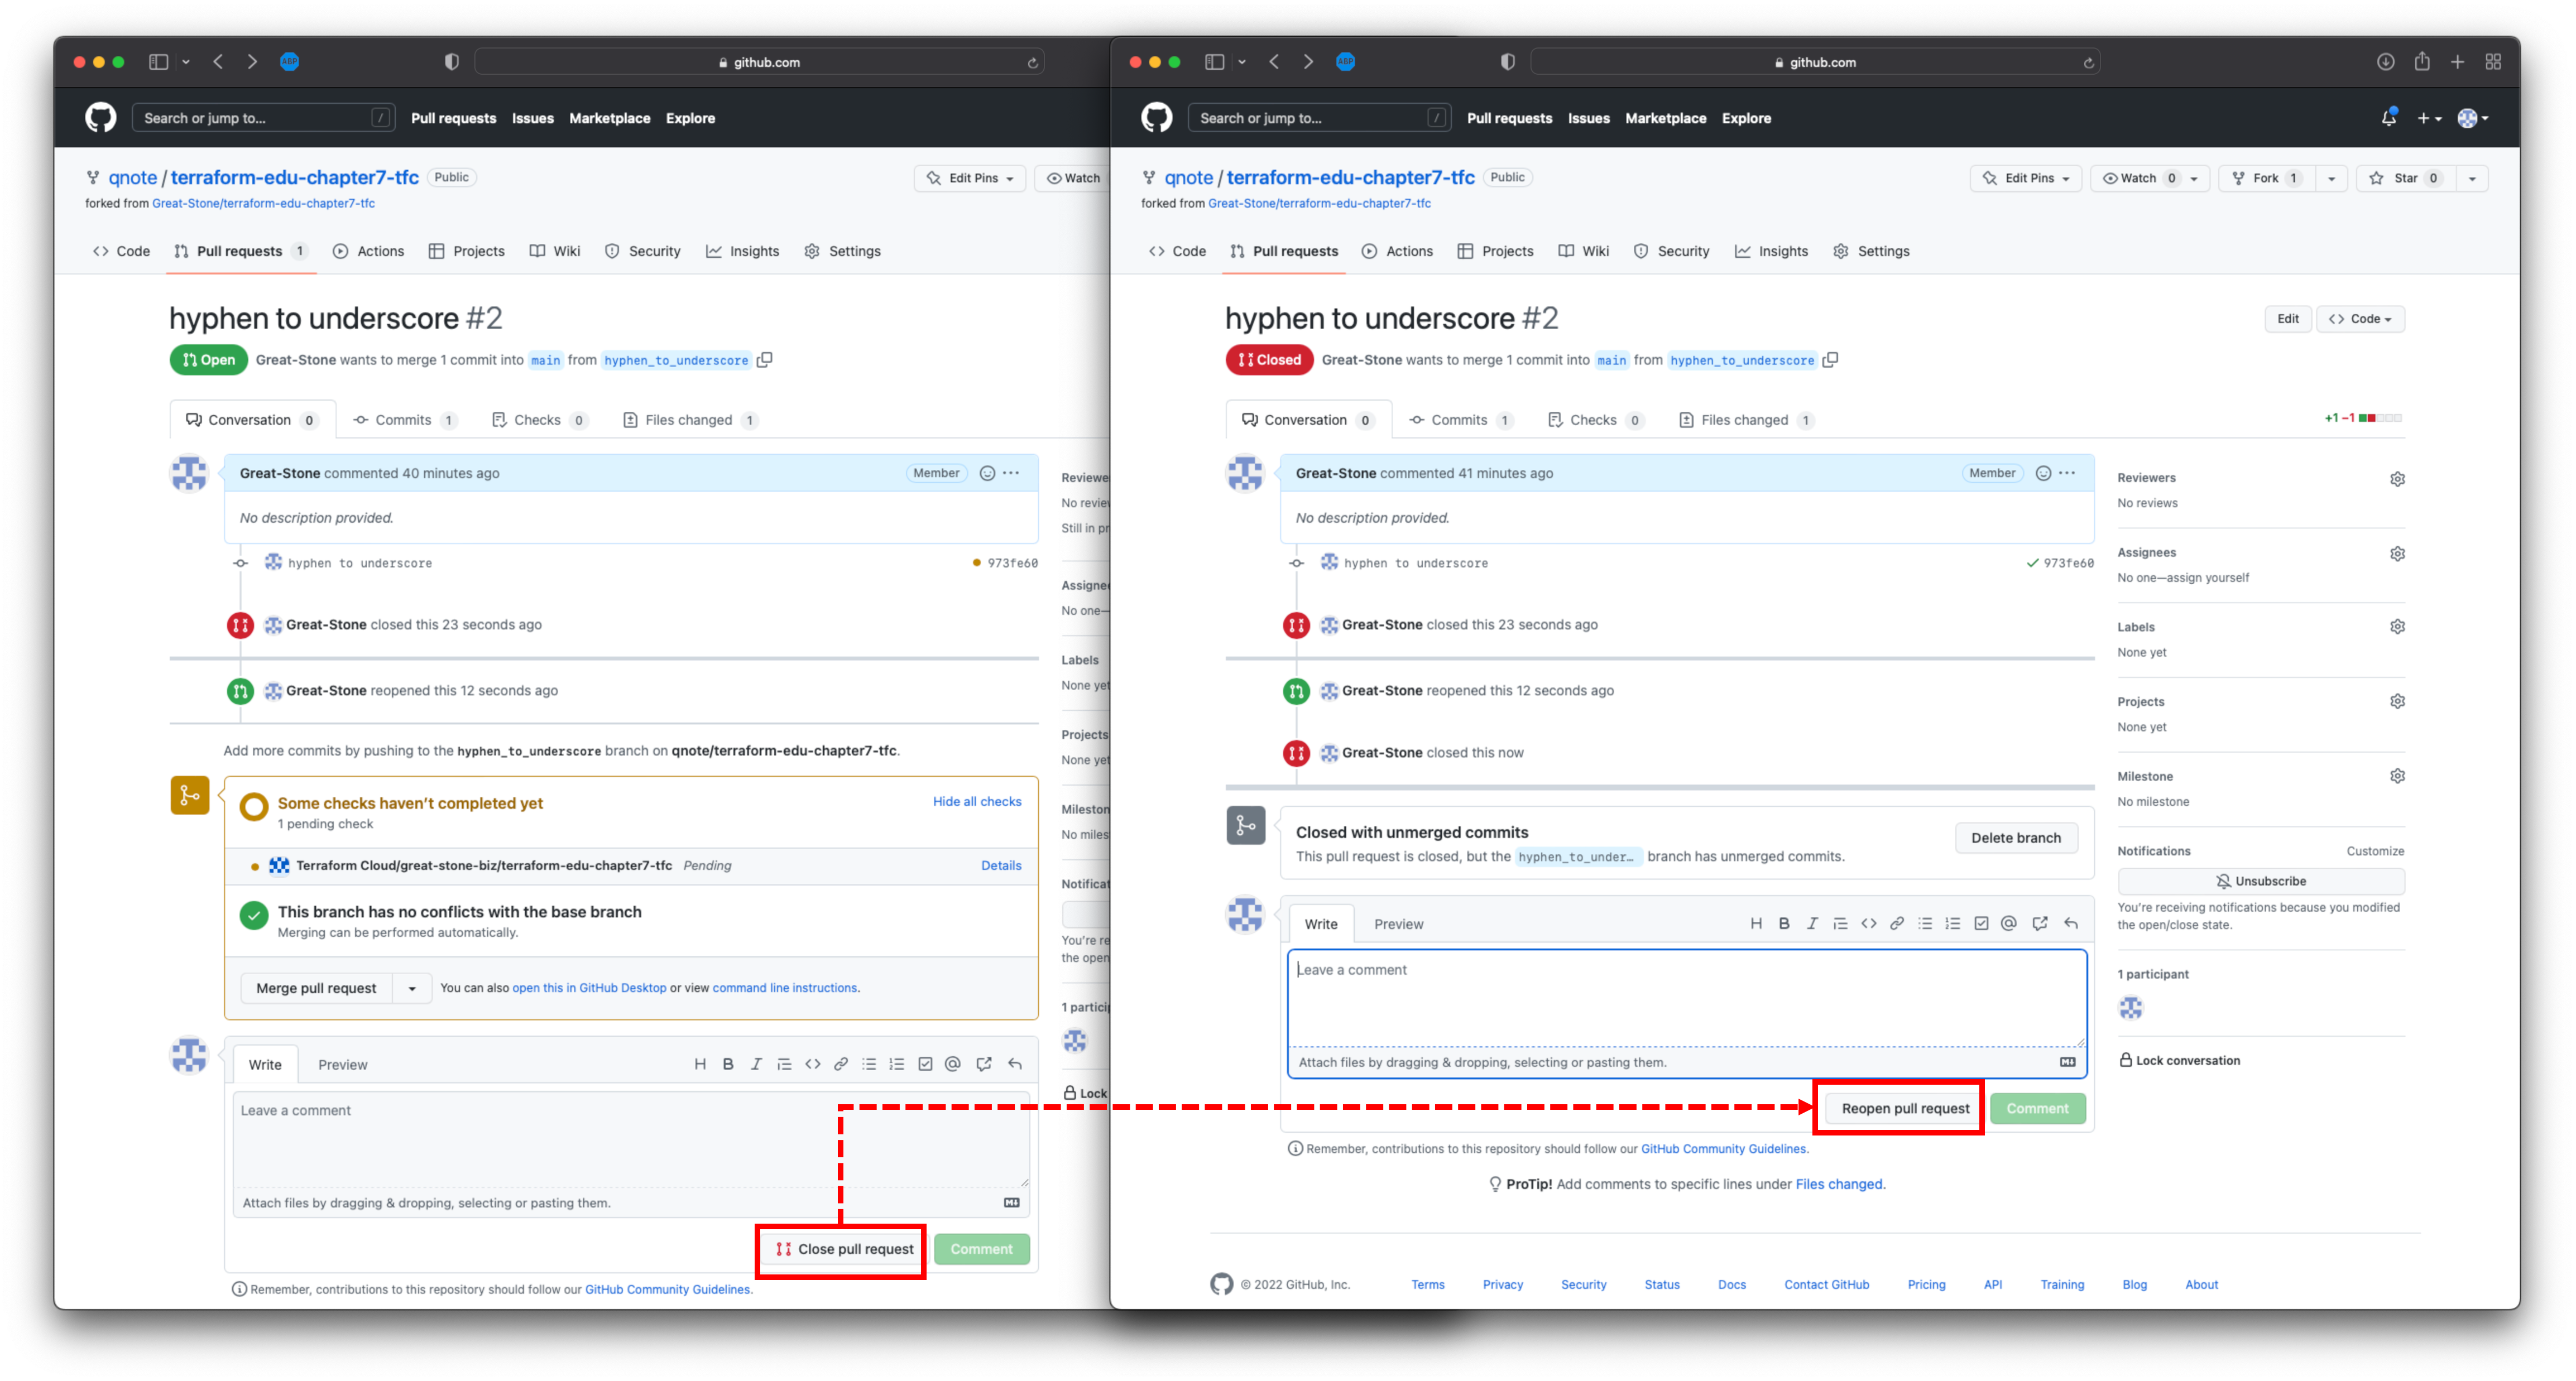 github.com
Search or jump to... /
Pull requests Issues Marketplace Explore
qnote / terraform-edu-chapter7-tfc Public
Edit Pins Watch
forked from Great-Stone/terraform-edu-chapter7-tfc
Code Pull requests 1 Actions Projects Wiki Security Insights Settings
hyphen to underscore #2
Open Great-Stone wants to merge 1 commit into main from hyphen_to_underscore
Conversation 0 Commits 1 Checks 0 Files changed 1
Great-Stone commented 40 minutes ago Member
No description provided.
hyphen to underscore 973fe60
Great-Stone closed this 23 seconds ago
Great-Stone reopened this 12 seconds ago
Add more commits by pushing to the hyphen_to_underscore branch on qnote/terraform-edu-chapter7-tfc.
Some checks haven't completed yet
Hide all checks
1 pending check
Terraform Cloud/great-stone-biz/terraform-edu-chapter7-tfc Pending Details
This branch has no conflicts with the base branch
Merging can be performed automatically.
Merge pull request You can also open this in GitHub Desktop or view command line instructions.
Write Preview
Leave a comment
Attach files by dragging & dropping, selecting or pasting them.
Close pull request Comment
Remember, contributions to this repository should follow our GitHub Community Guidelines.
Reviewe
No revie
Still in pr
Assigne
No one—
Labels
None yet
Projects
None yet
Mileston
No miles
Notificat
You're re
the open
1 partici
Lock
github.com
Search or jump to... /
Pull requests Issues Marketplace Explore
qnote / terraform-edu-chapter7-tfc Public
Edit Pins Watch 0 Fork 1 Star 0
forked from Great-Stone/terraform-edu-chapter7-tfc
Code Pull requests Actions Projects Wiki Security Insights Settings
hyphen to underscore #2
Edit Code
Closed Great-Stone wants to merge 1 commit into main from hyphen_to_underscore
Conversation 0 Commits 1 Checks 0 Files changed 1
+1 −1
Great-Stone commented 41 minutes ago Member
No description provided.
hyphen to underscore 973fe60
Great-Stone closed this 23 seconds ago
Great-Stone reopened this 12 seconds ago
Great-Stone closed this now
Closed with unmerged commits
This pull request is closed, but the hyphen_to_under… branch has unmerged commits.
Delete branch
Write Preview
Leave a comment
Attach files by dragging & dropping, selecting or pasting them.
Reopen pull request Comment
Remember, contributions to this repository should follow our GitHub Community Guidelines.
ProTip! Add comments to specific lines under Files changed.
Reviewers
No reviews
Assignees
No one—assign yourself
Labels
None yet
Projects
None yet
Milestone
No milestone
Notifications Customize
Unsubscribe
You're receiving notifications because you modified
the open/close state.
1 participant
Lock conversation
© 2022 GitHub, Inc. Terms Privacy Security Status Docs Contact GitHub Pricing API Training Blog About